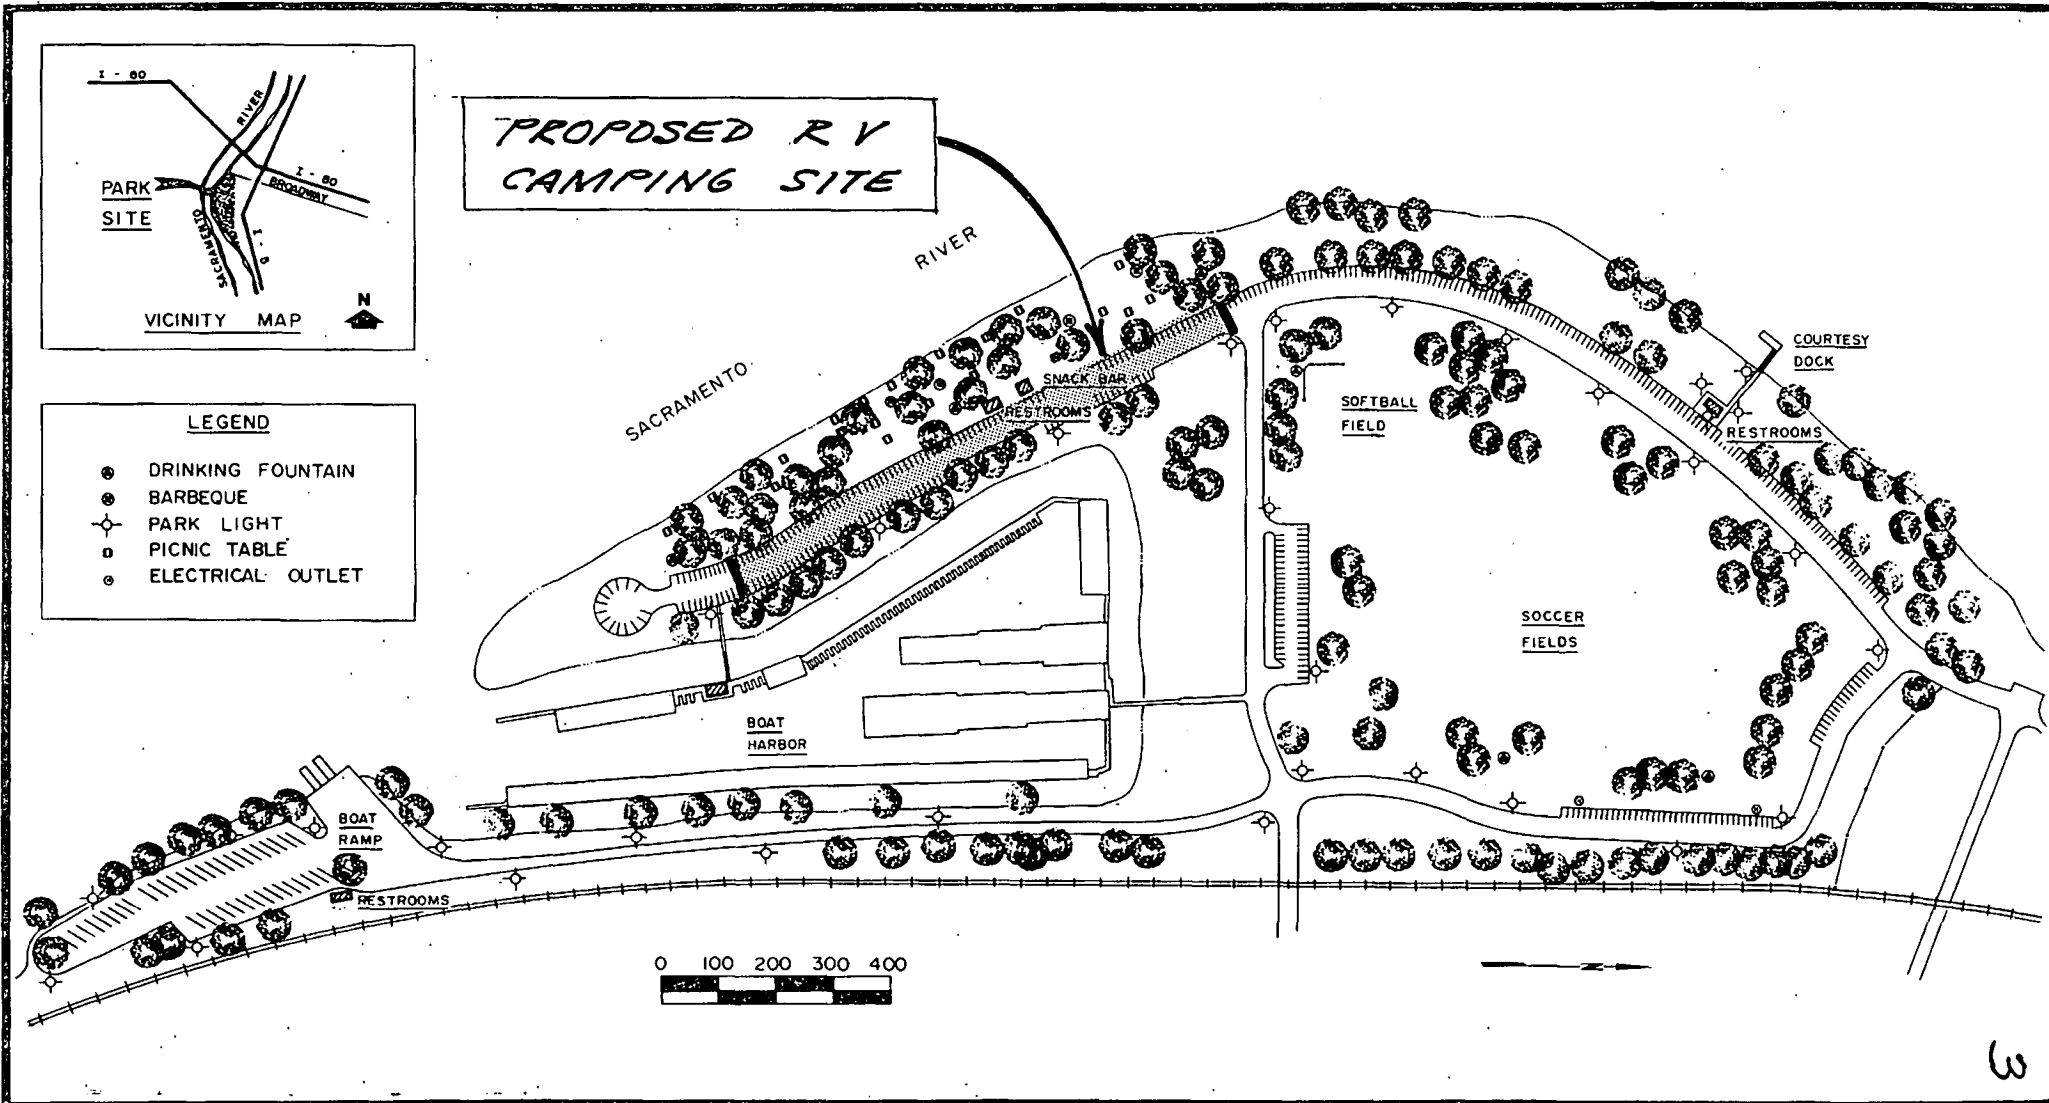 I - 80
RIVER
I - 80
BROADWAY
PARK
SITE
SACRAMENTO
I - 5
VICINITY MAP
N
PROPOSED RV
CAMPING SITE
LEGEND
DRINKING FOUNTAIN
BARBEQUE
PARK LIGHT
PICNIC TABLE
ELECTRICAL OUTLET
SACRAMENTO
RIVER
SNACK BAR
RESTROOMS
SOFTBALL
FIELD
COURTESY
DOCK
RESTROOMS
SOCCER
FIELDS
BOAT
HARBOR
BOAT
RAMP
RESTROOMS
0 100 200 300 400
N
3